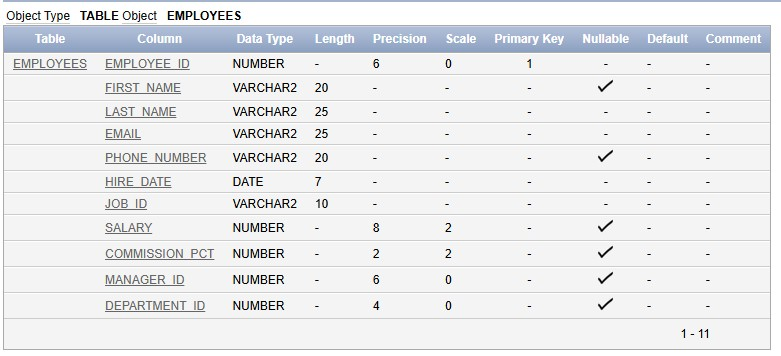 Object Type TABLE Object EMPLOYEES
Table Column Data Type Length Precision Scale Primary Key Nullable Default Comment
EMPLOYEES EMPLOYEE_ID NUMBER - 6 0 1 - - -
FIRST_NAME VARCHAR2 20 - - - ✓ - -
LAST_NAME VARCHAR2 25 - - - - - -
EMAIL VARCHAR2 25 - - - - - -
PHONE_NUMBER VARCHAR2 20 - - - ✓ - -
HIRE_DATE DATE 7 - - - - - -
JOB_ID VARCHAR2 10 - - - - - -
SALARY NUMBER - 8 2 - ✓ - -
COMMISSION_PCT NUMBER - 2 2 - ✓ - -
MANAGER_ID NUMBER - 6 0 - ✓ - -
DEPARTMENT_ID NUMBER - 4 0 - ✓ - -
1 - 11